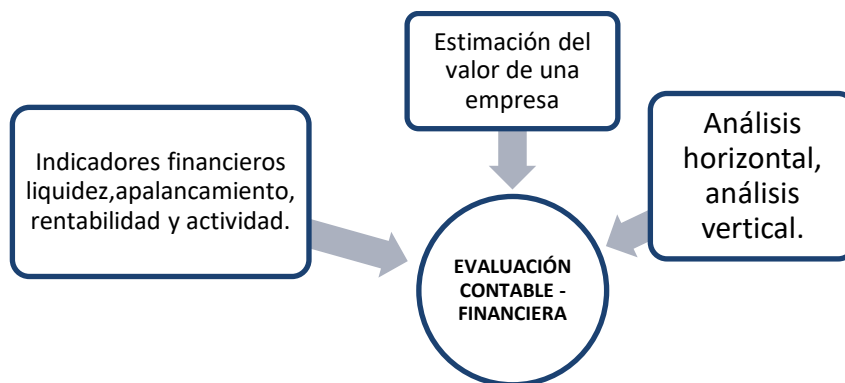 Estimación del
valor de una
empresa
Indicadores financieros
liquidez,apalancamiento,
rentabilidad y actividad.
Análisis
horizontal,
análisis
vertical.
EVALUACIÓN
CONTABLE -
FINANCIERA